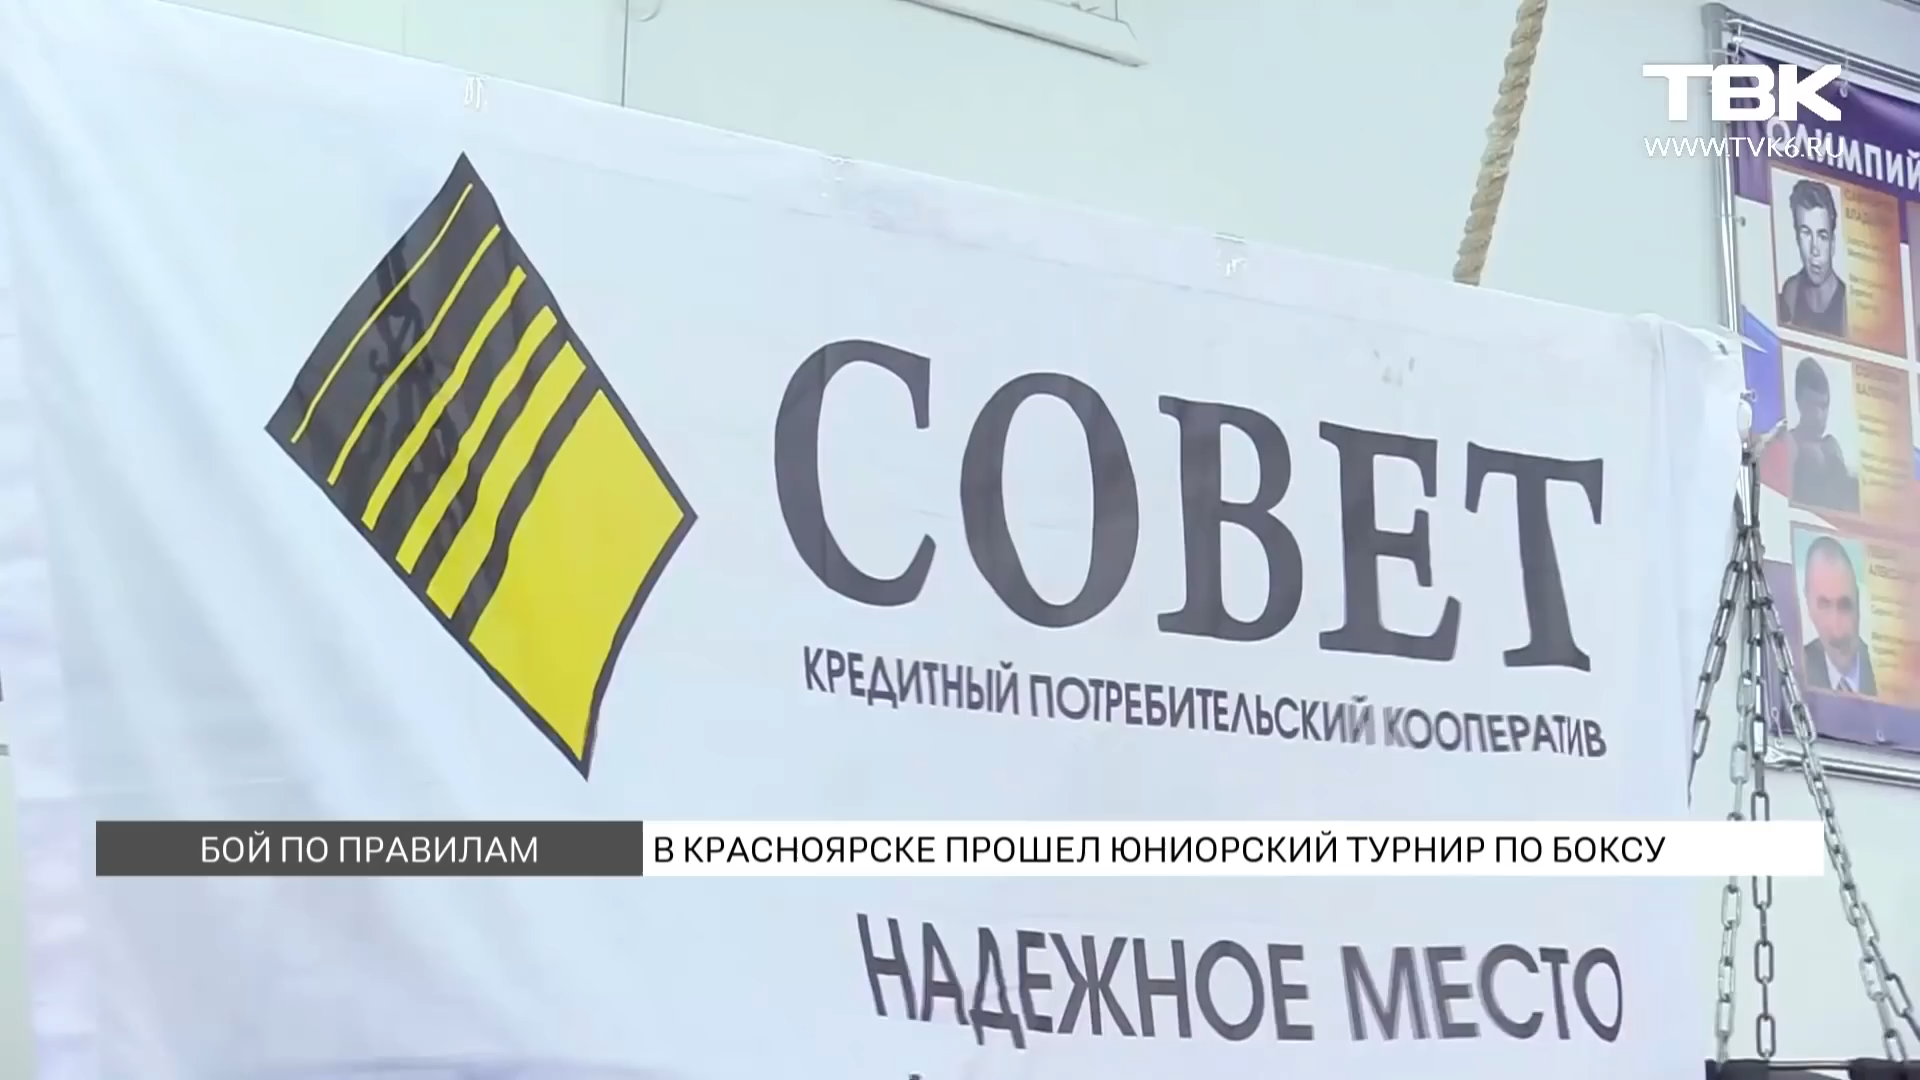 ТВК
WWW.TVK6.RU
ОЛИМПИЙ
СОВЕТ
КРЕДИТНЫЙ ПОТРЕБИТЕЛЬСКИЙ КООПЕРАТИВ
БОЙ ПО ПРАВИЛАМ
В КРАСНОЯРСКЕ ПРОШЕЛ ЮНИОРСКИЙ ТУРНИР ПО БОКСУ
НАДЕЖНОЕ МЕСТО